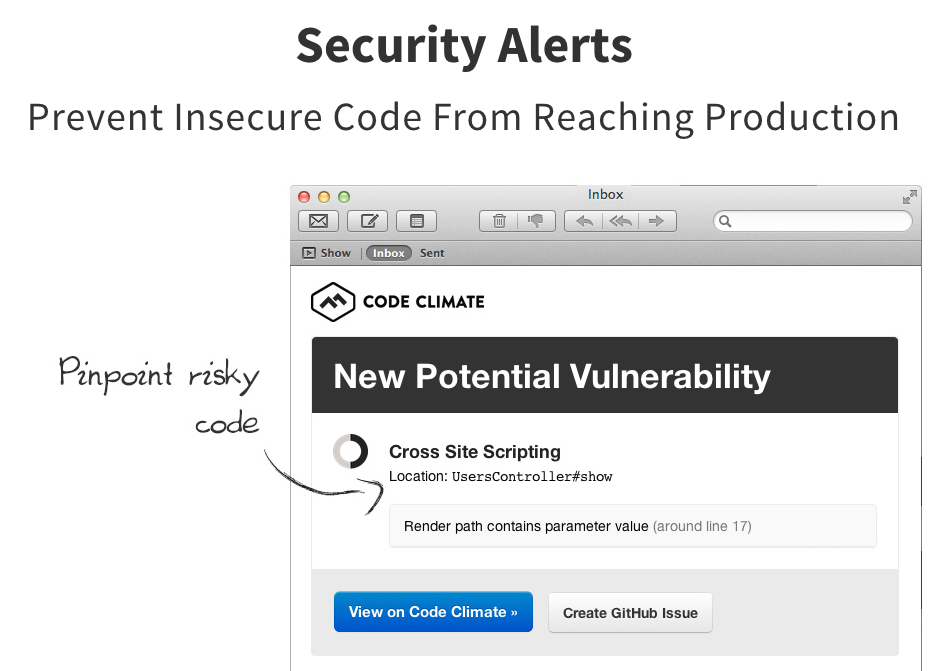 Security Alerts
Prevent Insecure Code From Reaching Production
Inbox
Show | Inbox Sent
CODE CLIMATE
Pinpoint risky
code
New Potential Vulnerability
Cross Site Scripting
Location: UsersController#show
Render path contains parameter value (around line 17)
View on Code Climate »
Create GitHub Issue